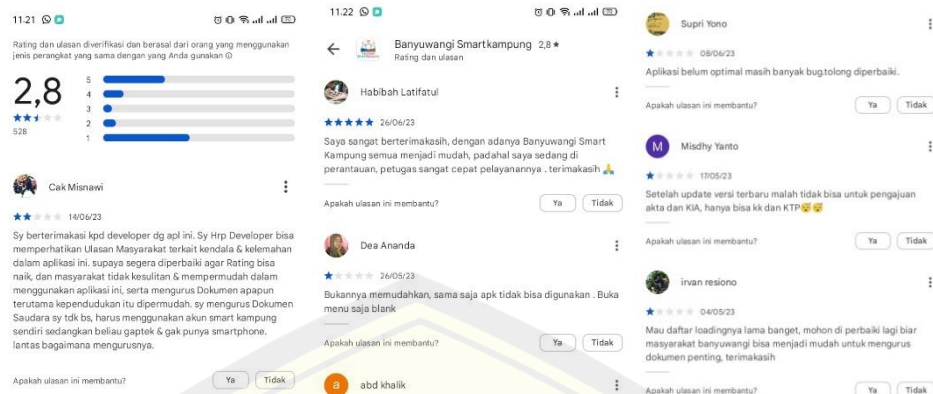 11.21
Rating dan ulasan diverifikasi dan berasal dari orang yang menggunakan
jenis perangkat yang sama dengan yang Anda gunakan
2,8
528
5
4
3
2
1
Cak Misnawi
14/06/23
Sy berterimakasi kpd developer dg apl ini. Sy Hrp Developer bisa
memperhatikan Ulasan Masyarakat terkait kendala & kelemahan
dalam aplikasi ini. supaya segera diperbaiki agar Rating bisa
naik, dan masyarakat tidak kesulitan & mempermudah dalam
menggunakan aplikasi ini, serta mengurus Dokumen apapun
terutama kependudukan itu dipermudah. sy mengurus Dokumen
Saudara sy tdk bs, harus menggunakan akun smart kampung
sendiri sedangkan beliau gaptek & gak punya smartphone.
lantas bagaimana mengurusnya.
Apakah ulasan ini membantu?
Ya
Tidak
11.22
Banyuwangi Smartkampung 2,8 ★
Rating dan ulasan
Habibah Latifatul
26/06/23
Saya sangat berterimakasih, dengan adanya Banyuwangi Smart
Kampung semua menjadi mudah, padahal saya sedang di
perantauan, petugas sangat cepat pelayanannya . terimakasih 🙏
Apakah ulasan ini membantu?
Ya
Tidak
Dea Ananda
26/05/23
Bukannya memudahkan, sama saja apk tidak bisa digunakan . Buka
menu saja blank
Apakah ulasan ini membantu?
Ya
Tidak
a
abd khalik
Supri Yono
08/06/23
Aplikasi belum optimal masih banyak bug.tolong diperbaiki.
Apakah ulasan ini membantu?
Ya
Tidak
M
Misdhy Yanto
17/05/23
Setelah update versi terbaru malah tidak bisa untuk pengajuan
akta dan KIA, hanya bisa kk dan KTP😴😴
Apakah ulasan ini membantu?
Ya
Tidak
irvan resiono
04/05/23
Mau daftar loadingnya lama banget, mohon di perbaiki lagi biar
masyarakat banyuwangi bisa menjadi mudah untuk mengurus
dokumen penting, terimakasih
Apakah ulasan ini membantu?
Ya
Tidak